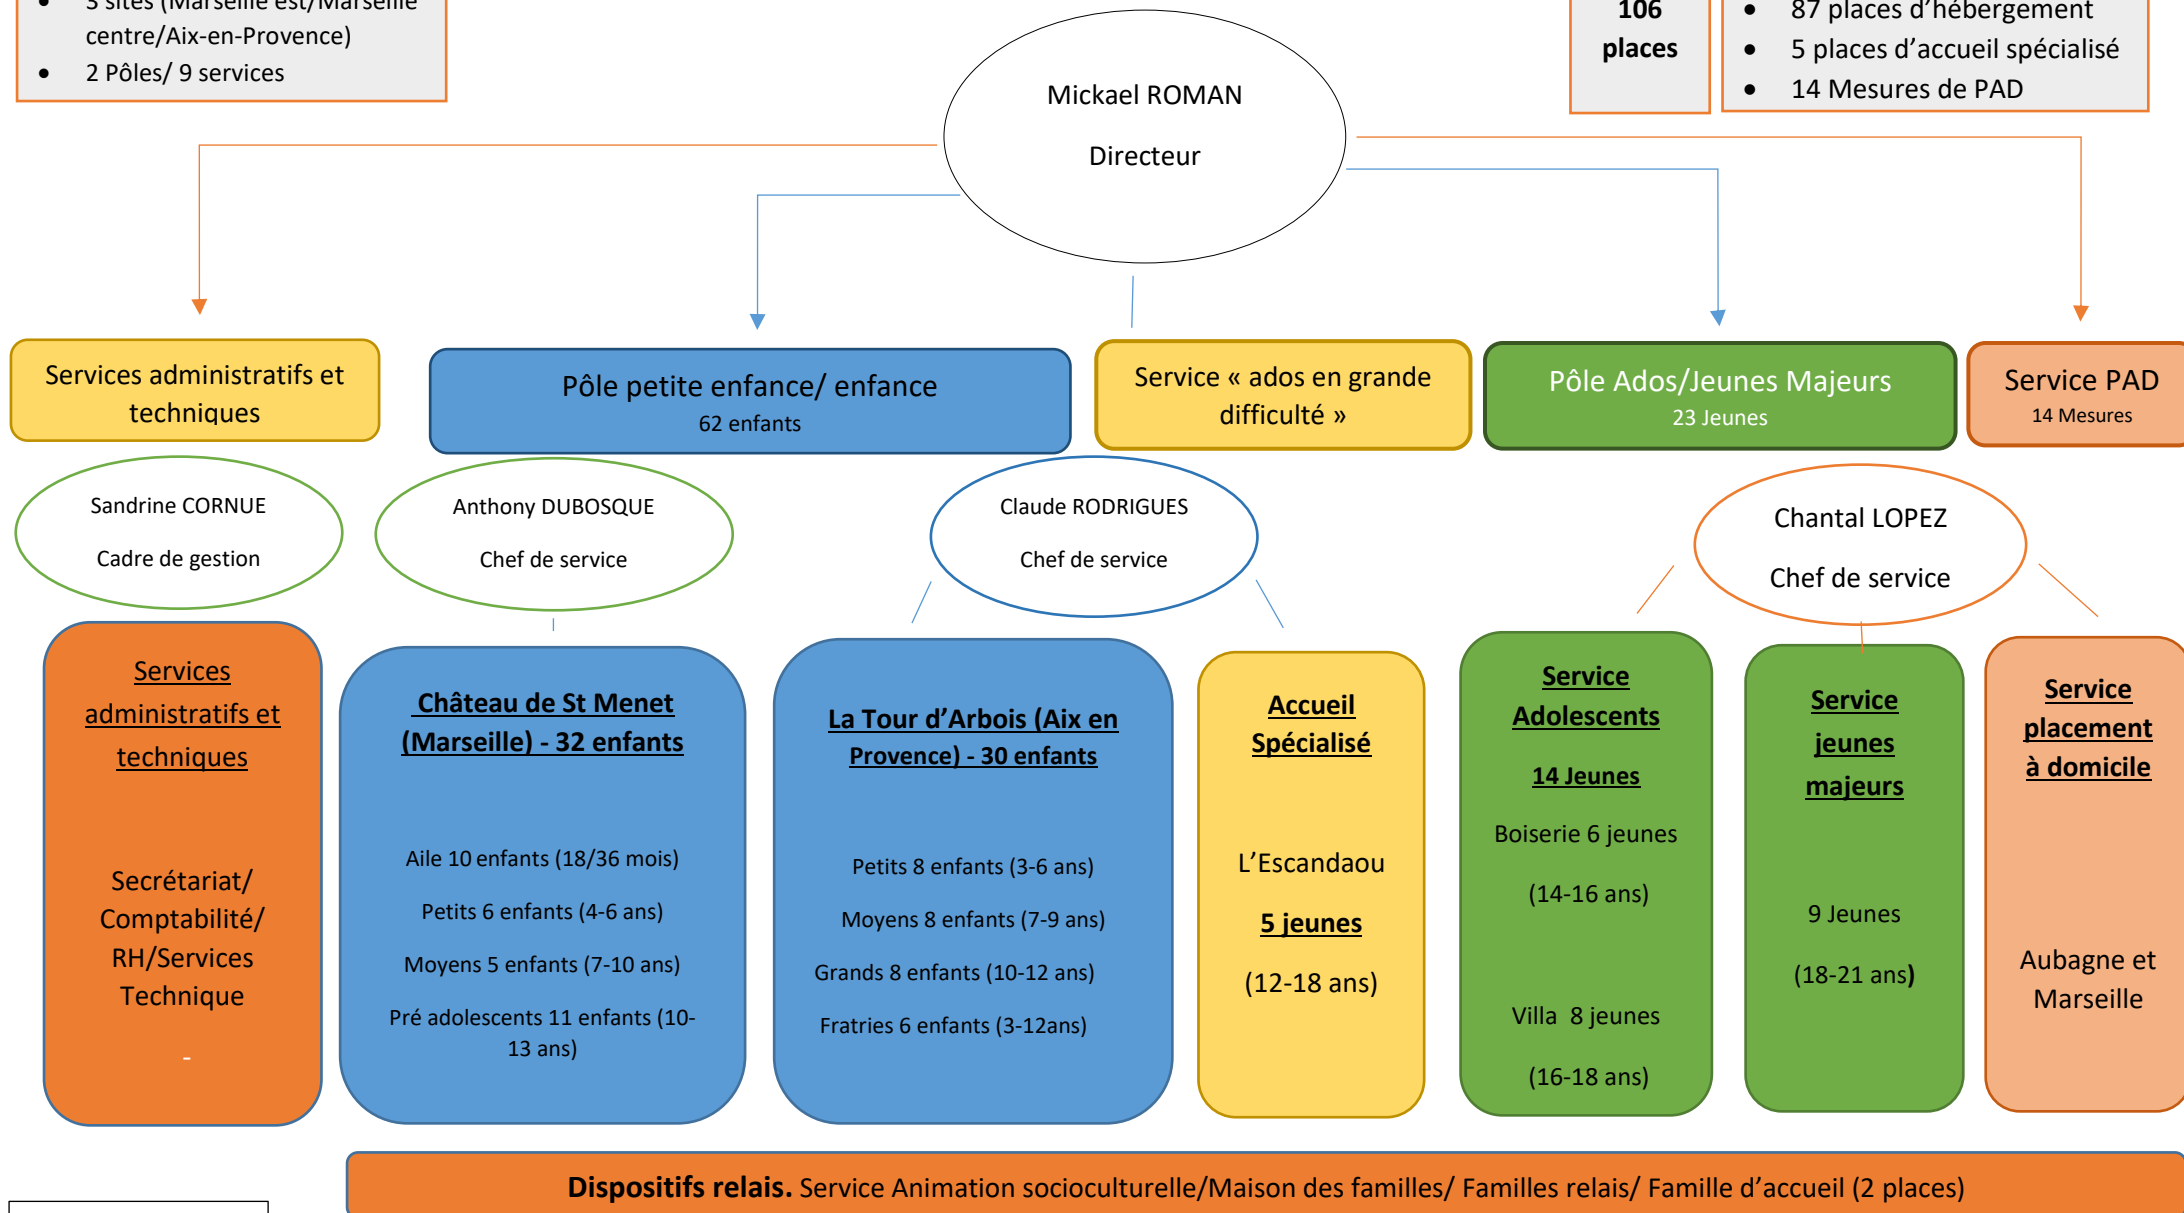 • 3 sites (Marseille est/Marseille
centre/Aix-en-Provence)
• 2 Pôles/ 9 services
106
places
• 87 places d’hébergement
• 5 places d’accueil spécialisé
• 14 Mesures de PAD
Mickael ROMAN
Directeur
Services administratifs et
techniques
Pôle petite enfance/ enfance
62 enfants
Service « ados en grande
difficulté »
Pôle Ados/Jeunes Majeurs
23 Jeunes
Service PAD
14 Mesures
Sandrine CORNUE
Cadre de gestion
Anthony DUBOSQUE
Chef de service
Claude RODRIGUES
Chef de service
Chantal LOPEZ
Chef de service
Services
administratifs et
techniques
Secrétariat/
Comptabilité/
RH/Services
Technique
-
Château de St Menet
(Marseille) - 32 enfants
Aile 10 enfants (18/36 mois)
Petits 6 enfants (4-6 ans)
Moyens 5 enfants (7-10 ans)
Pré adolescents 11 enfants (10-
13 ans)
La Tour d’Arbois (Aix en
Provence) - 30 enfants
Petits 8 enfants (3-6 ans)
Moyens 8 enfants (7-9 ans)
Grands 8 enfants (10-12 ans)
Fratries 6 enfants (3-12ans)
Accueil
Spécialisé
L’Escandaou
5 jeunes
(12-18 ans)
Service
Adolescents
14 Jeunes
Boiserie 6 jeunes
(14-16 ans)
Villa 8 jeunes
(16-18 ans)
Service
jeunes
majeurs
9 Jeunes
(18-21 ans)
Service
placement
à domicile
Aubagne et
Marseille
Dispositifs relais. Service Animation socioculturelle/Maison des familles/ Familles relais/ Famille d’accueil (2 places)